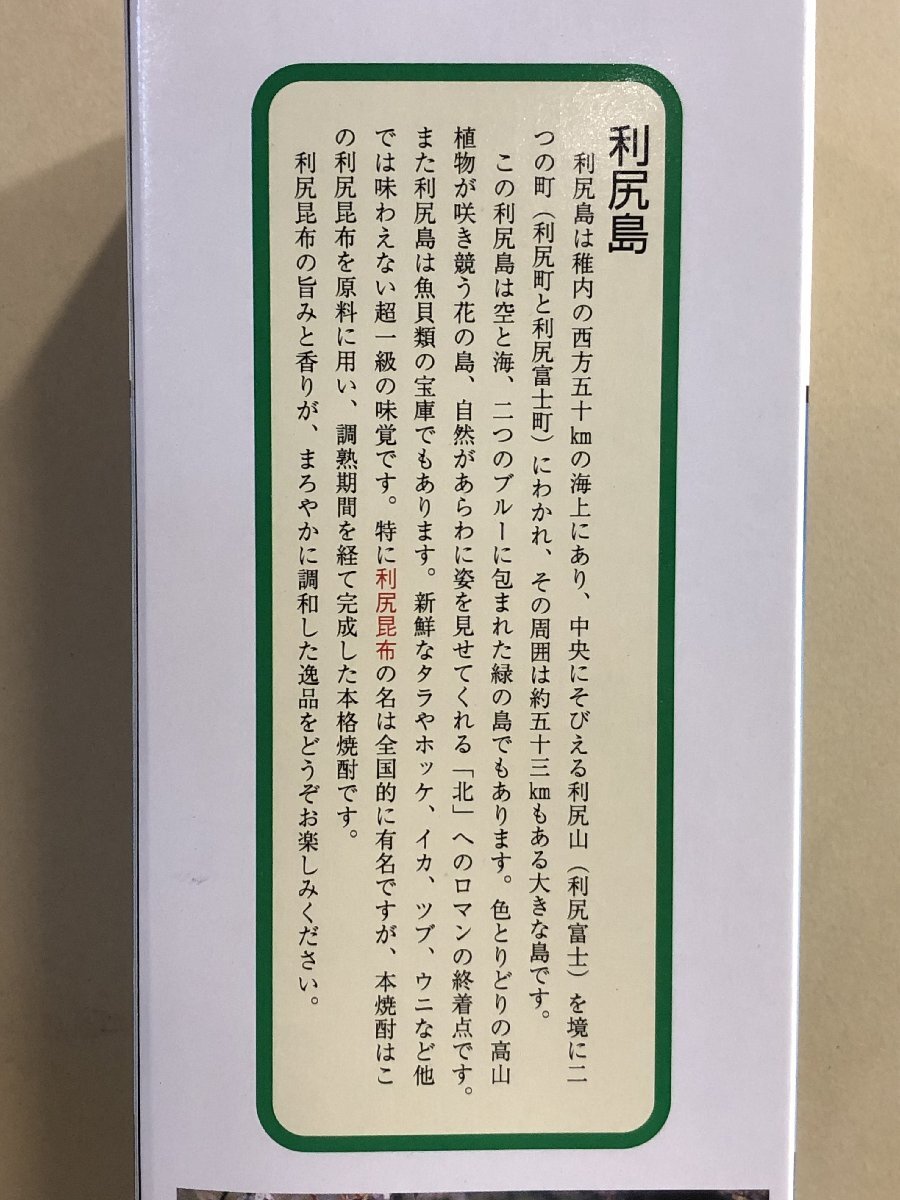 利尻島
利尻島は稚内の西方五十㎞の海上にあり、中央にそびえる利尻山（利尻富士）を境に二
つの町（利尻町と利尻富士町）にわかれ、その周囲は約五十三㎞もある大きな島です。
この利尻島は空と海、二つのブルーに包まれた緑の島でもあります。色とりどりの高山
植物が咲き競う花の島、自然があらわに姿を見せてくれる「北」へのロマンの終着点です。
また利尻島は魚貝類の宝庫でもあります。新鮮なタラやホッケ、イカ、ツブ、ウニなど他
では味わえない超一級の味覚です。特に利尻昆布の名は全国的に有名ですが、本焼酎はこ
の利尻昆布を原料に用い、調熟期間を経て完成した本格焼酎です。
利尻昆布の旨みと香りが、まろやかに調和した逸品をどうぞお楽しみください。